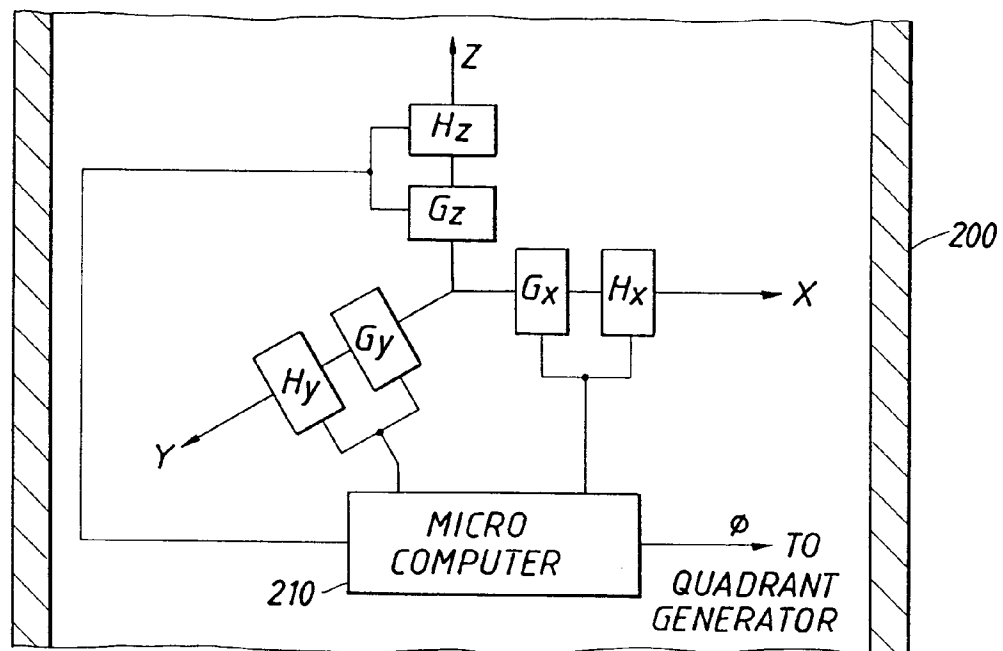 Z
Hz
Gz
200
Gx
Hx
X
Gy
Hy
Y
MICRO
COMPUTER
210
φ
TO
QUADRANT
GENERATOR